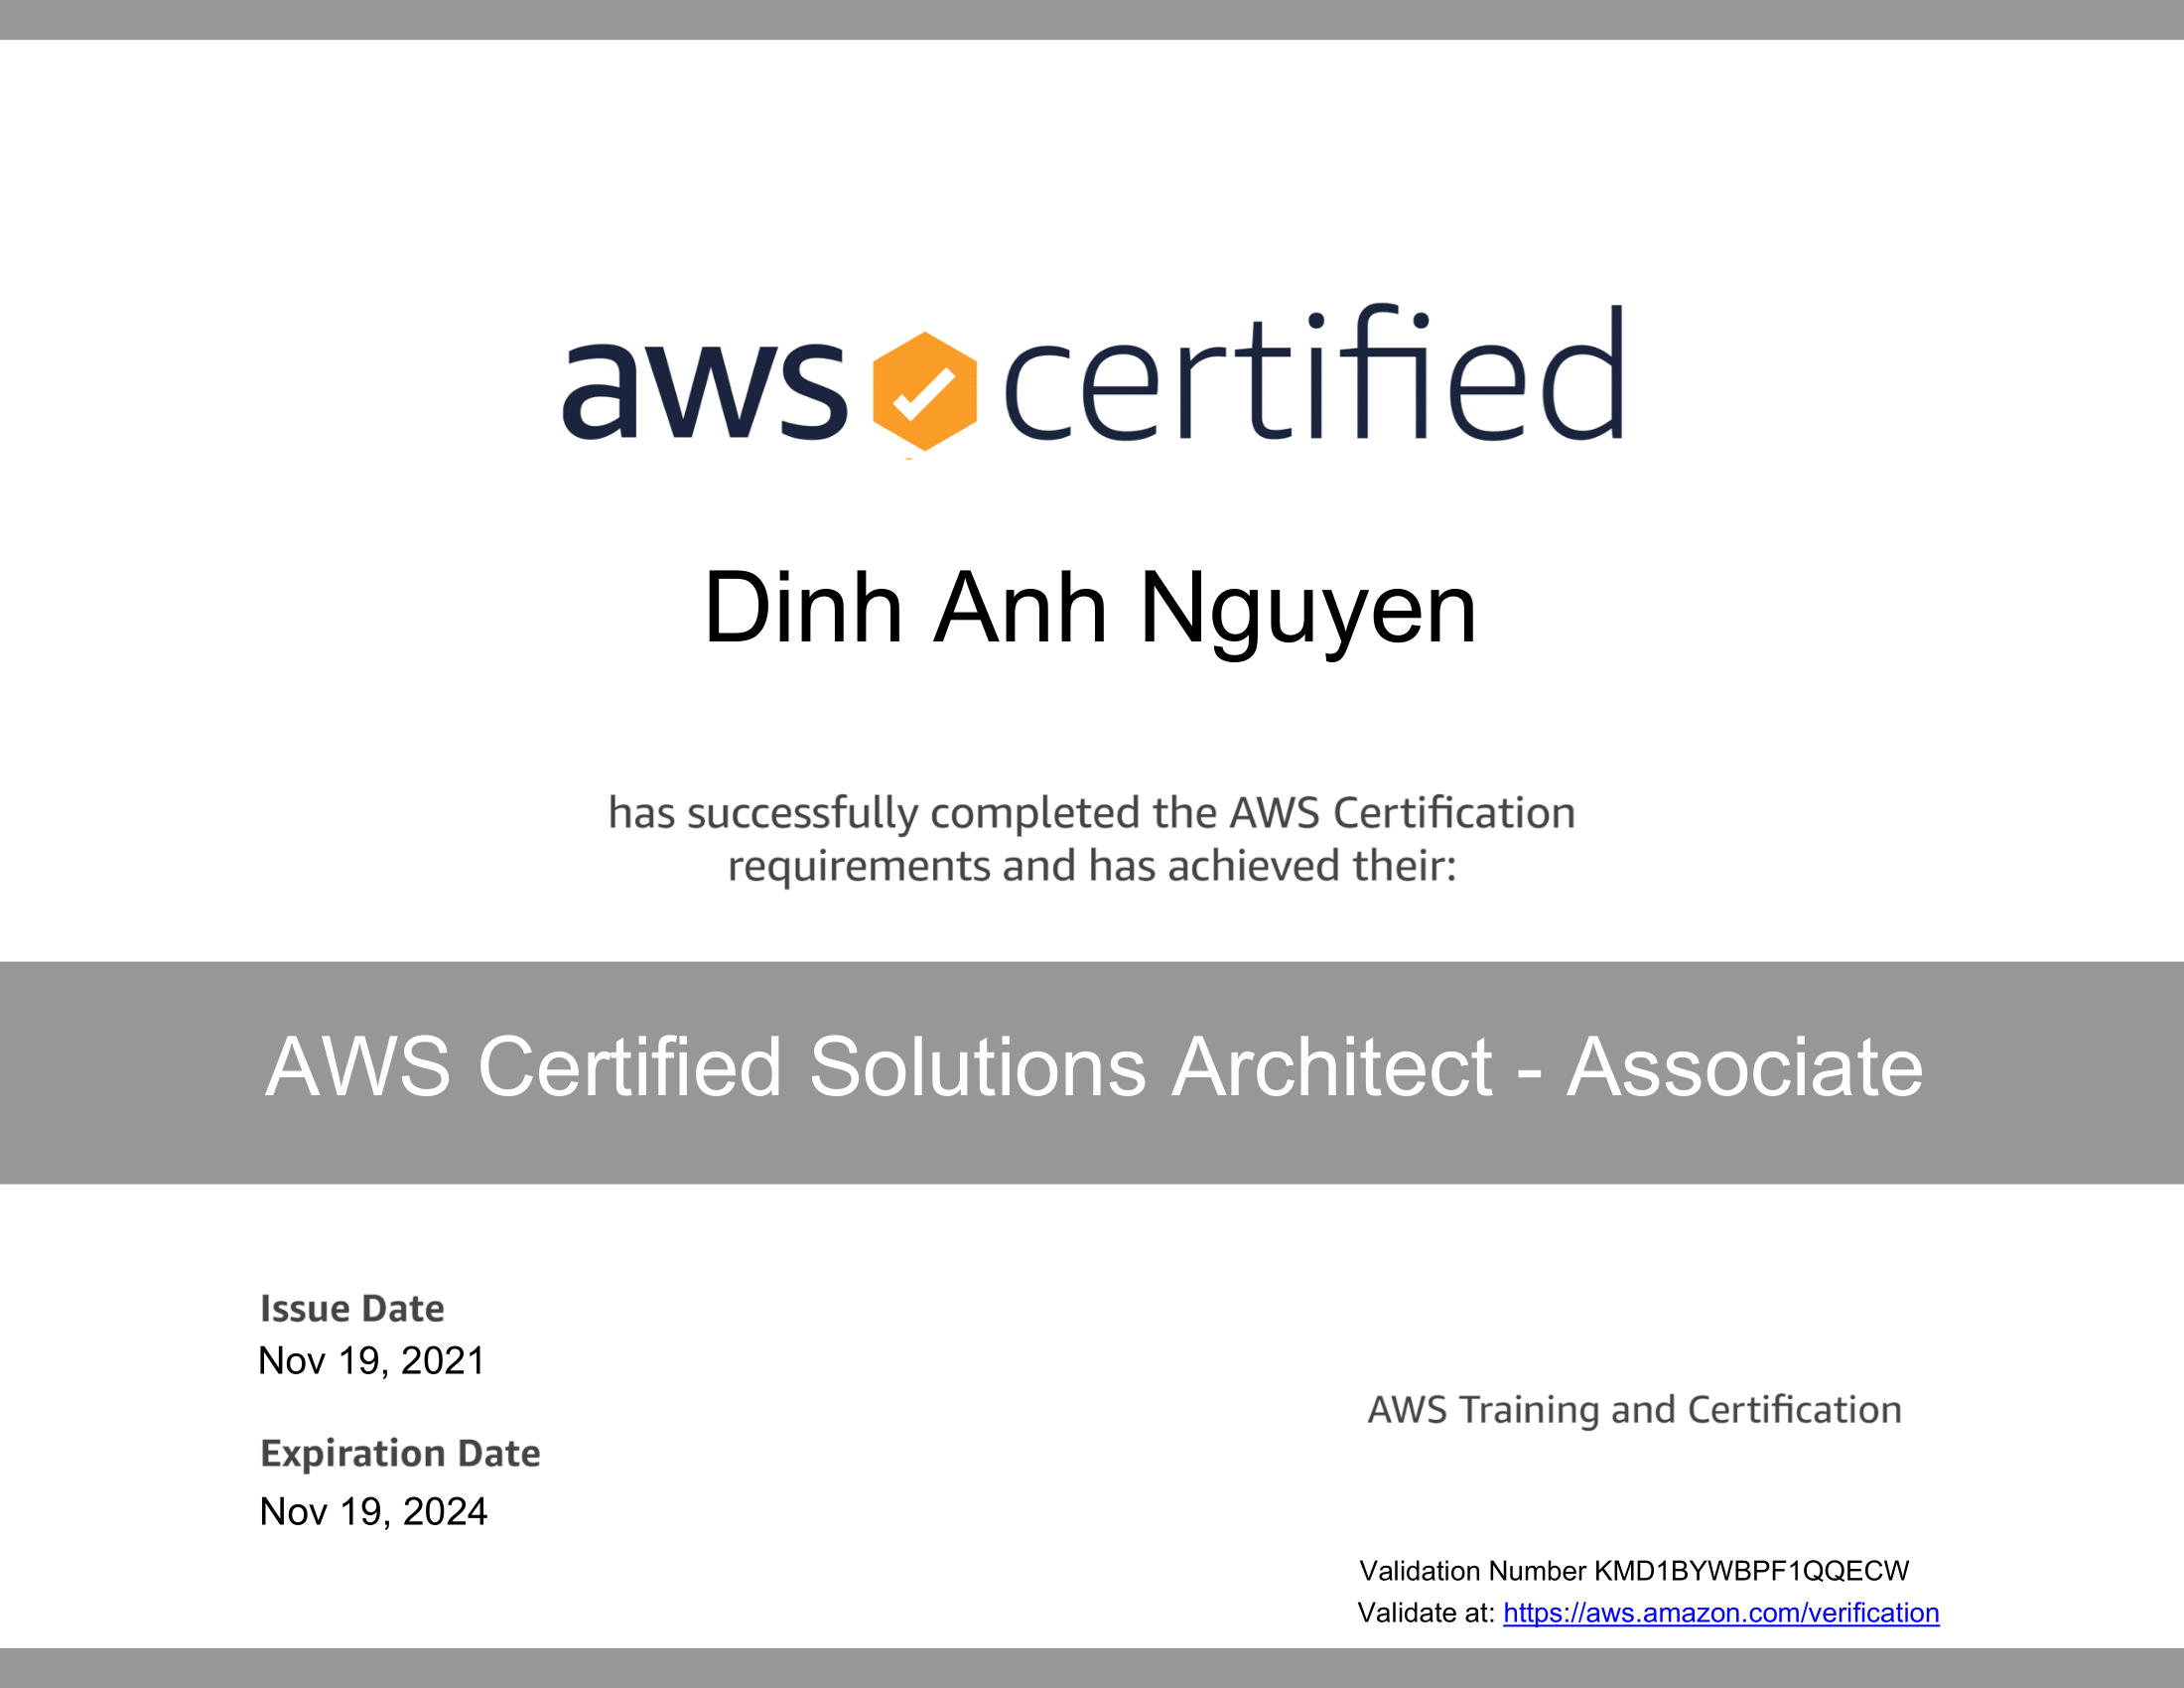 aws certified
Dinh Anh Nguyen
has successfully completed the AWS Certification
requirements and has achieved their:
AWS Certified Solutions Architect - Associate
Issue Date
Nov 19, 2021
Expiration Date
Nov 19, 2024
AWS Training and Certification
Validation Number KMD1BYWBPF1QQECW
Validate at: https://aws.amazon.com/verification